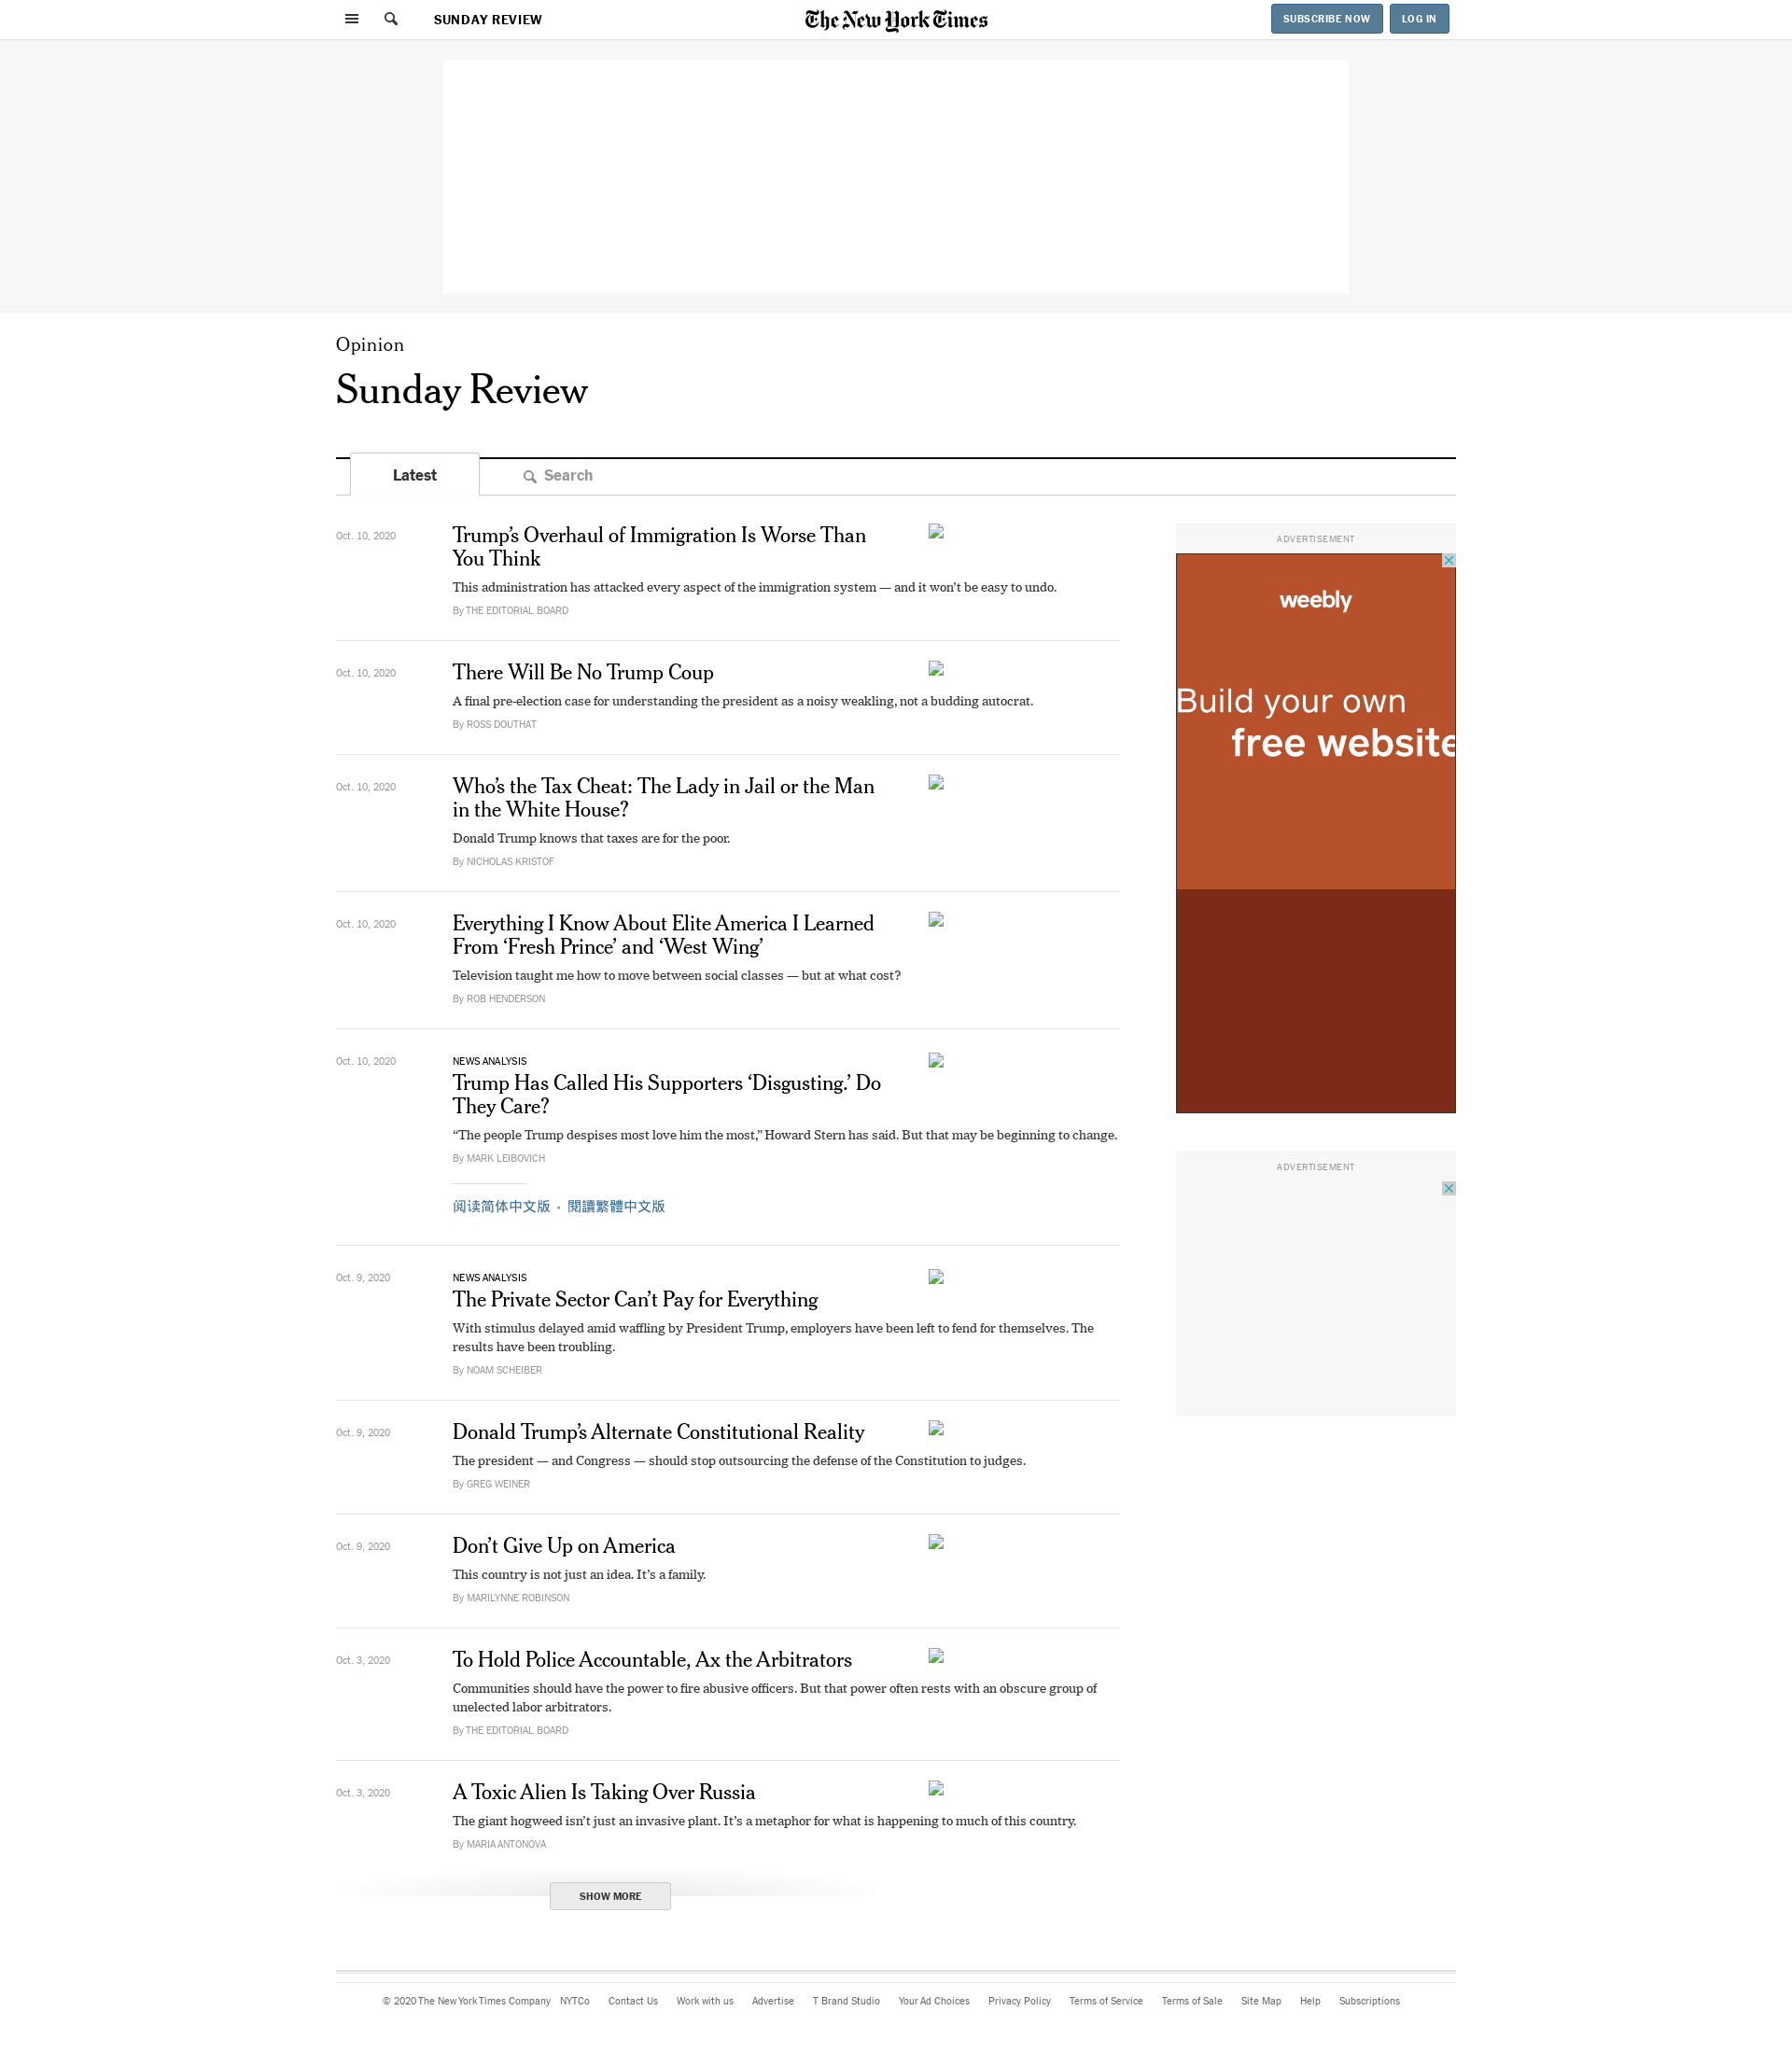 SUNDAY REVIEW
The New York Times
SUBSCRIBE NOW
LOG IN
Opinion
Sunday Review
Latest
Search
Oct. 10, 2020
Trump’s Overhaul of Immigration Is Worse Than
You Think
This administration has attacked every aspect of the immigration system — and it won’t be easy to undo.
By THE EDITORIAL BOARD
Oct. 10, 2020
There Will Be No Trump Coup
A final pre-election case for understanding the president as a noisy weakling, not a budding autocrat.
By ROSS DOUTHAT
Oct. 10, 2020
Who’s the Tax Cheat: The Lady in Jail or the Man
in the White House?
Donald Trump knows that taxes are for the poor.
By NICHOLAS KRISTOF
Oct. 10, 2020
Everything I Know About Elite America I Learned
From ‘Fresh Prince’ and ‘West Wing’
Television taught me how to move between social classes — but at what cost?
By ROB HENDERSON
Oct. 10, 2020
NEWS ANALYSIS
Trump Has Called His Supporters ‘Disgusting.’ Do
They Care?
“The people Trump despises most love him the most,” Howard Stern has said. But that may be beginning to change.
By MARK LEIBOVICH
阅读简体中文版 • 閱讀繁體中文版
Oct. 9, 2020
NEWS ANALYSIS
The Private Sector Can’t Pay for Everything
With stimulus delayed amid waffling by President Trump, employers have been left to fend for themselves. The
results have been troubling.
By NOAM SCHEIBER
Oct. 9, 2020
Donald Trump’s Alternate Constitutional Reality
The president — and Congress — should stop outsourcing the defense of the Constitution to judges.
By GREG WEINER
Oct. 9, 2020
Don’t Give Up on America
This country is not just an idea. It’s a family.
By MARILYNNE ROBINSON
Oct. 3, 2020
To Hold Police Accountable, Ax the Arbitrators
Communities should have the power to fire abusive officers. But that power often rests with an obscure group of
unelected labor arbitrators.
By THE EDITORIAL BOARD
Oct. 3, 2020
A Toxic Alien Is Taking Over Russia
The giant hogweed isn’t just an invasive plant. It’s a metaphor for what is happening to much of this country.
By MARIA ANTONOVA
SHOW MORE
ADVERTISEMENT
weebly
Build your own
free website
ADVERTISEMENT
© 2020 The New York Times Company NYTCo Contact Us Work with us Advertise T Brand Studio Your Ad Choices Privacy Policy Terms of Service Terms of Sale Site Map Help Subscriptions